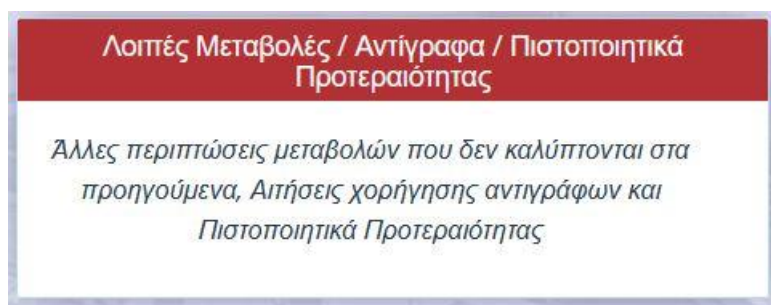 Λοιπές Μεταβολές / Αντίγραφα / Πιστοποιητικά
Προτεραιότητας
Άλλες περιπτώσεις μεταβολών που δεν καλύπτονται στα
προηγούμενα, Αιτήσεις χορήγησης αντιγράφων και
Πιστοποιητικά Προτεραιότητας